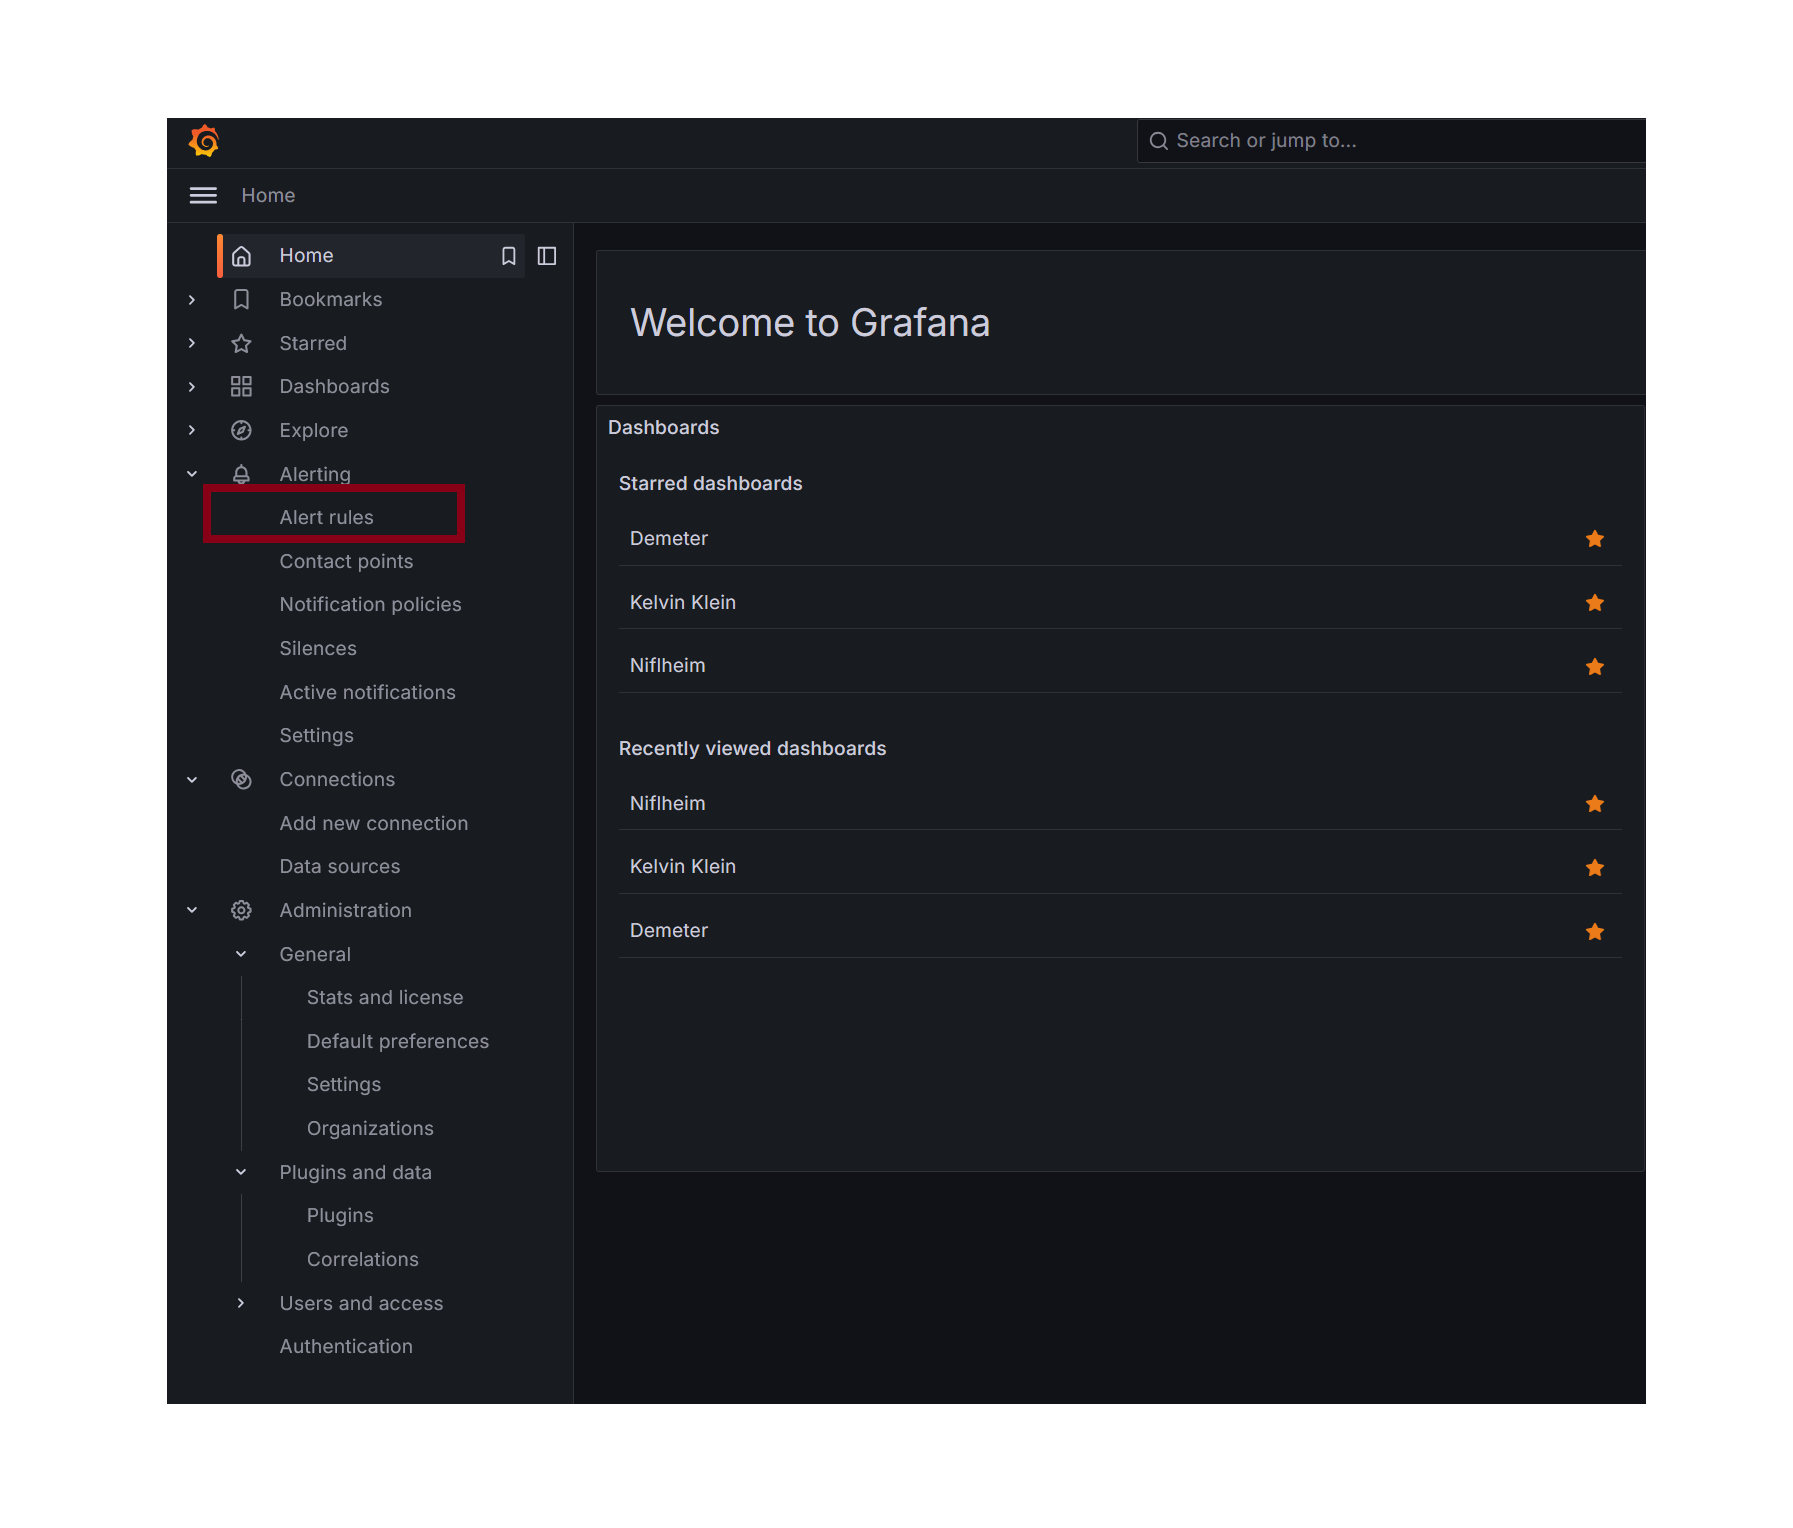 Search or jump to...
Home
Home
Bookmarks
Starred
Dashboards
Explore
Alerting
Alert rules
Contact points
Notification policies
Silences
Active notifications
Settings
Connections
Add new connection
Data sources
Administration
General
Stats and license
Default preferences
Settings
Organizations
Plugins and data
Plugins
Correlations
Users and access
Authentication
Welcome to Grafana
Dashboards
Starred dashboards
Demeter
Kelvin Klein
Niflheim
Recently viewed dashboards
Niflheim
Kelvin Klein
Demeter